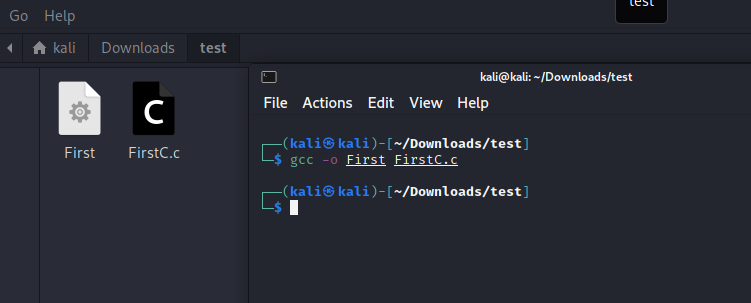 Go Help
test
kali Downloads test
First FirstC.c
kali@kali: ~/Downloads/test
File Actions Edit View Help
┌──(kali㉿kali)-[~/Downloads/test]
└─$ gcc -o First FirstC.c
┌──(kali㉿kali)-[~/Downloads/test]
└─$